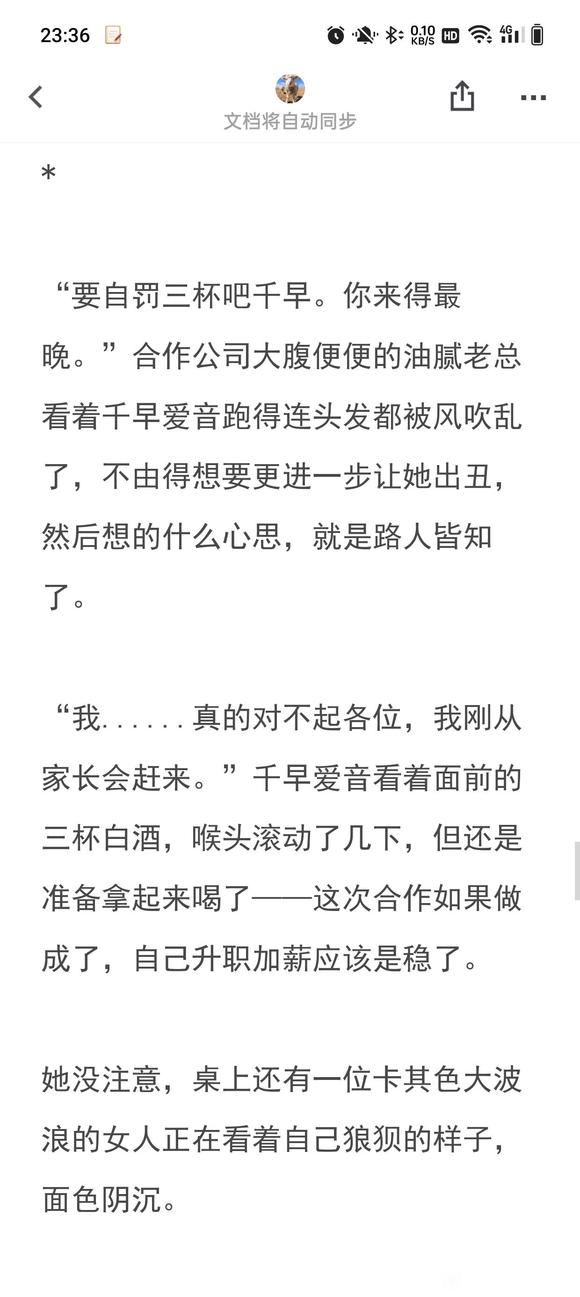 23:36
0.10
KB/S
HD
4G
文档将自动同步
*
“要自罚三杯吧千早。你来得最
晚。”合作公司大腹便便的油腻老总
看着千早爱音跑得连头发都被风吹乱
了，不由得想要更进一步让她出丑，
然后想的什么心思，就是路人皆知
了。
“我......真的对不起各位，我刚从
家长会赶来。”千早爱音看着面前的
三杯白酒，喉头滚动了几下，但还是
准备拿起来喝了——这次合作如果做
成了，自己升职加薪应该是稳了。
她没注意，桌上还有一位卡其色大波
浪的女人正在看着自己狼狈的样子，
面色阴沉。